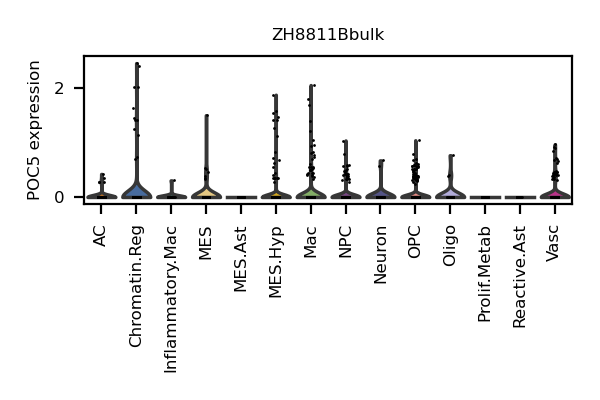 ZH8811Bbulk
POC5 expression
2
0
AC
Chromatin.Reg
Inflammatory.Mac
MES
MES.Ast
MES.Hyp
Mac
NPC
Neuron
OPC
Oligo
Prolif.Metab
Reactive.Ast
Vasc